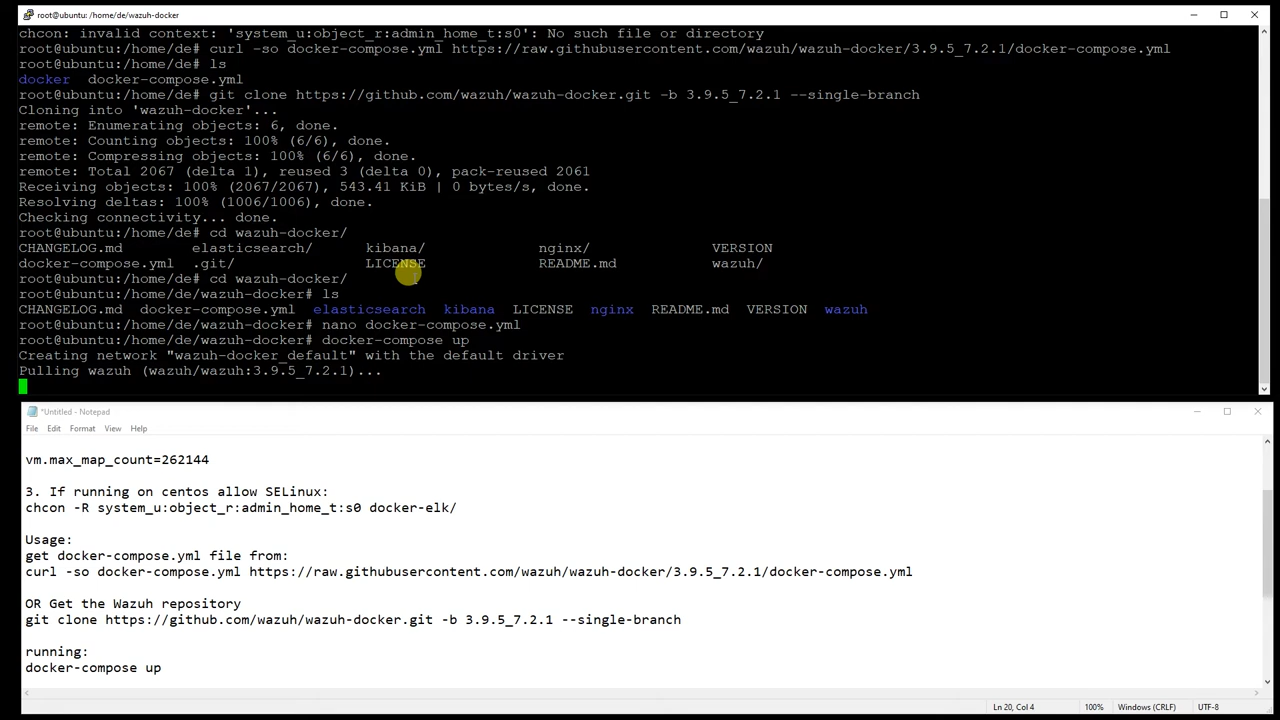 root@ubuntu: /home/de/wazuh-docker
chcon: invalid context: 'system_u:object_r:admin_home_t:s0': No such file or directory
root@ubuntu:/home/de# curl -so docker-compose.yml https://raw.githubusercontent.com/wazuh/wazuh-docker/3.9.5_7.2.1/docker-compose.yml
root@ubuntu:/home/de# ls
docker  docker-compose.yml
root@ubuntu:/home/de# git clone https://github.com/wazuh/wazuh-docker.git -b 3.9.5_7.2.1 --single-branch
Cloning into 'wazuh-docker'...
remote: Enumerating objects: 6, done.
remote: Counting objects: 100% (6/6), done.
remote: Compressing objects: 100% (6/6), done.
remote: Total 2067 (delta 1), reused 3 (delta 0), pack-reused 2061
Receiving objects: 100% (2067/2067), 543.41 KiB | 0 bytes/s, done.
Resolving deltas: 100% (1006/1006), done.
Checking connectivity... done.
root@ubuntu:/home/de# cd wazuh-docker/
CHANGELOG.md        elasticsearch/      kibana/             nginx/              VERSION
docker-compose.yml  .git/               LICENSE             README.md           wazuh/
root@ubuntu:/home/de# cd wazuh-docker/
root@ubuntu:/home/de/wazuh-docker# ls
CHANGELOG.md  docker-compose.yml  elasticsearch  kibana  LICENSE  nginx  README.md  VERSION  wazuh
root@ubuntu:/home/de/wazuh-docker# nano docker-compose.yml
root@ubuntu:/home/de/wazuh-docker# docker-compose up
Creating network "wazuh-docker_default" with the default driver
Pulling wazuh (wazuh/wazuh:3.9.5_7.2.1)...
*Untitled - Notepad
File Edit Format View Help
vm.max_map_count=262144
3. If running on centos allow SELinux:
chcon -R system_u:object_r:admin_home_t:s0 docker-elk/
Usage:
get docker-compose.yml file from:
curl -so docker-compose.yml https://raw.githubusercontent.com/wazuh/wazuh-docker/3.9.5_7.2.1/docker-compose.yml
OR Get the Wazuh repository
git clone https://github.com/wazuh/wazuh-docker.git -b 3.9.5_7.2.1 --single-branch
running:
docker-compose up
Ln 20, Col 4 100% Windows (CRLF) UTF-8